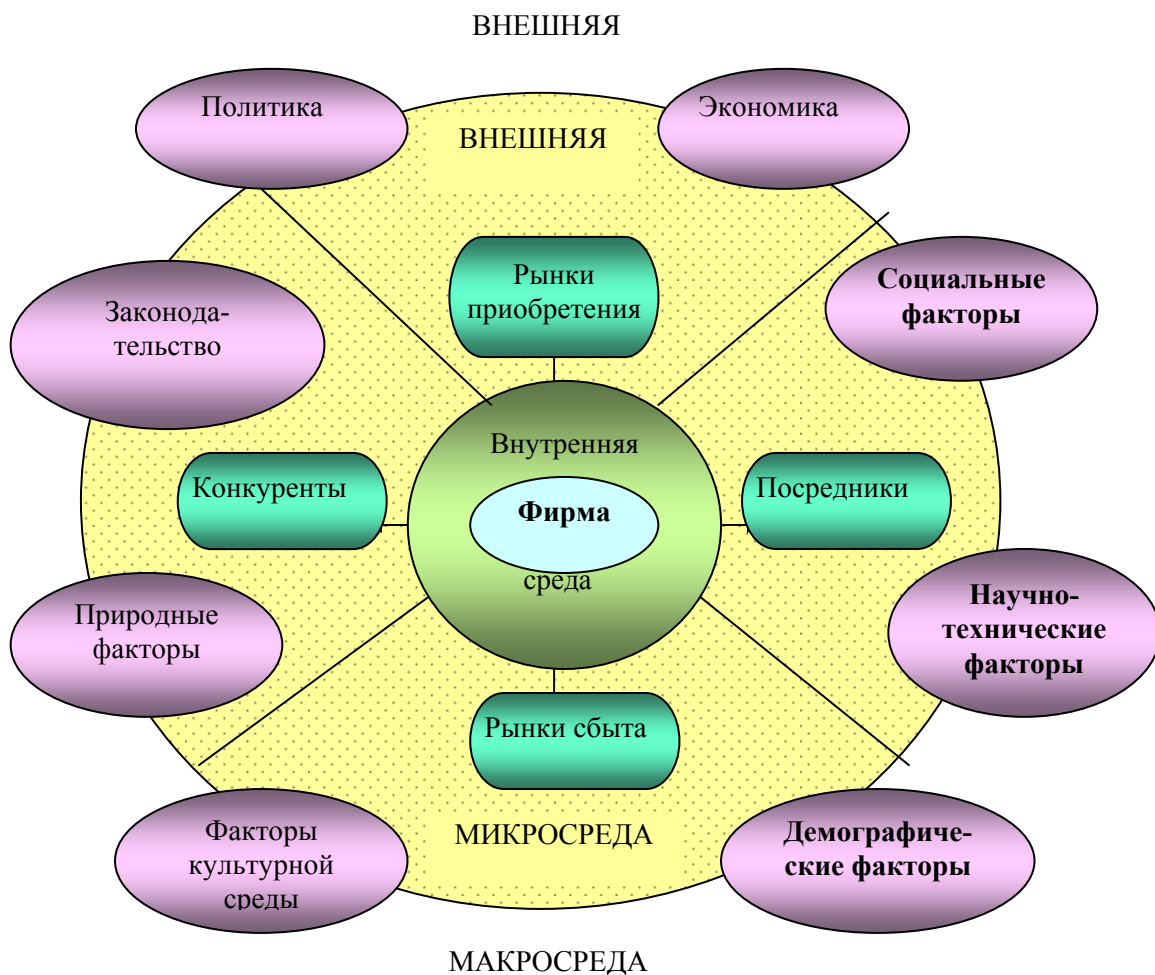 ВНЕШНЯЯ
Политика
Экономика
ВНЕШНЯЯ
Рынки
приобретения
Социальные
факторы
Законода-
тельство
Внутренняя
Конкуренты
Посредники
Фирма
среда
Природные
факторы
Научно-
технические
факторы
Рынки сбыта
МИКРОСРЕДА
Факторы
культурной
среды
Демографиче-
ские факторы
МАКРОСРЕДА